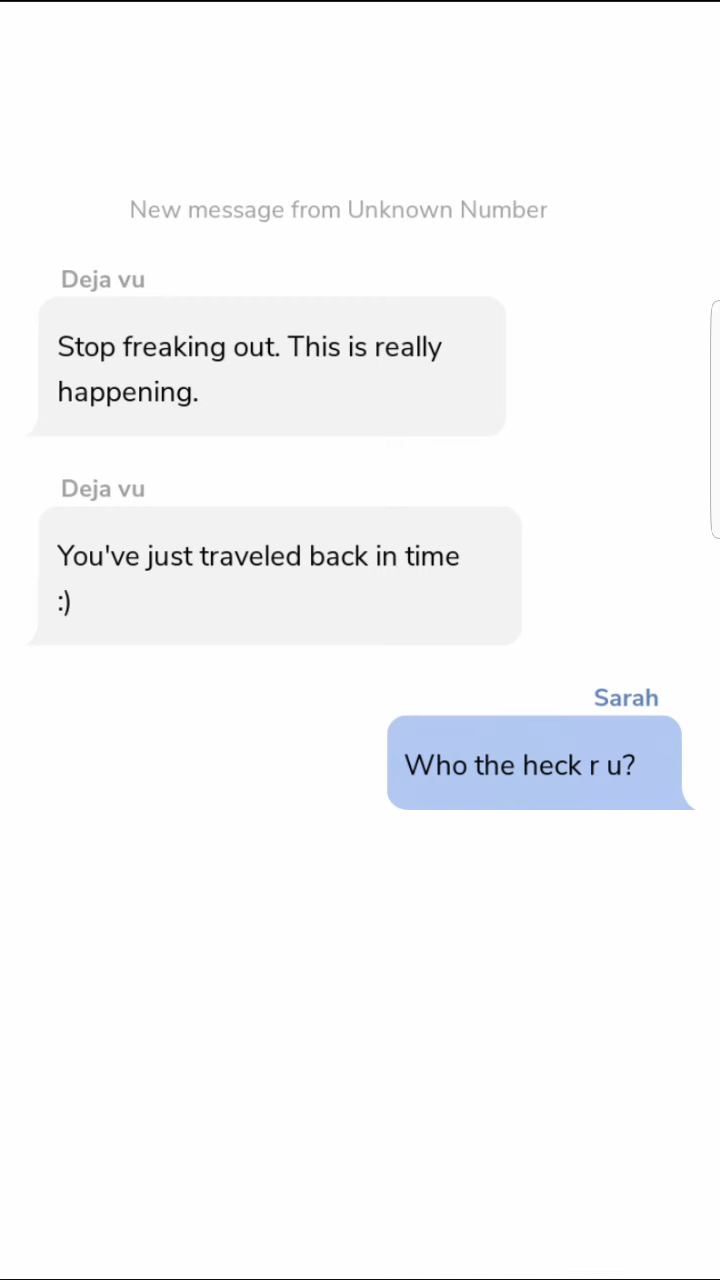 New message from Unknown Number
Deja vu
Stop freaking out. This is really
happening.
Deja vu
You've just traveled back in time
:)
Sarah
Who the heck r u?